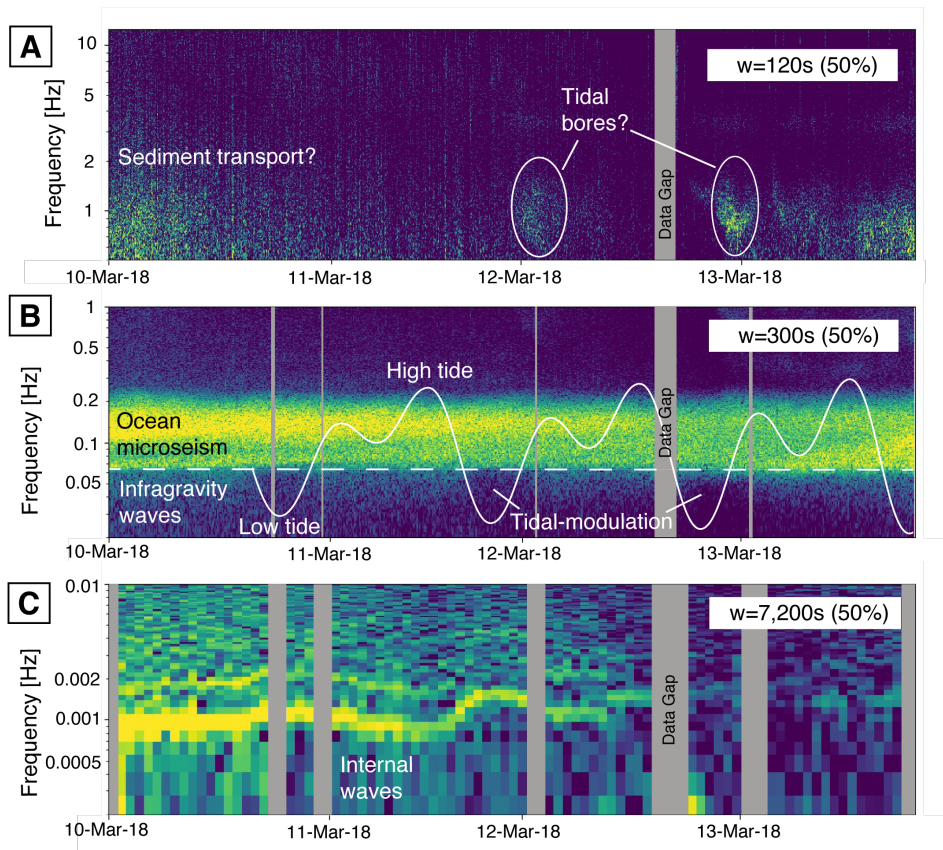 A
Frequency [Hz]
10
5
2
1
w=120s (50%)
Tidal
bores?
Sediment transport?
Data Gap
10-Mar-18
11-Mar-18
12-Mar-18
13-Mar-18
B
Frequency [Hz]
1
0.5
0.2
0.1
0.05
w=300s (50%)
High tide
Ocean
microseism
Data Gap
Infragravity
waves
Low tide
Tidal-modulation
10-Mar-18
11-Mar-18
12-Mar-18
13-Mar-18
C
Frequency [Hz]
0.01
0.002
0.001
0.0005
w=7,200s (50%)
Data Gap
Internal
waves
10-Mar-18
11-Mar-18
12-Mar-18
13-Mar-18